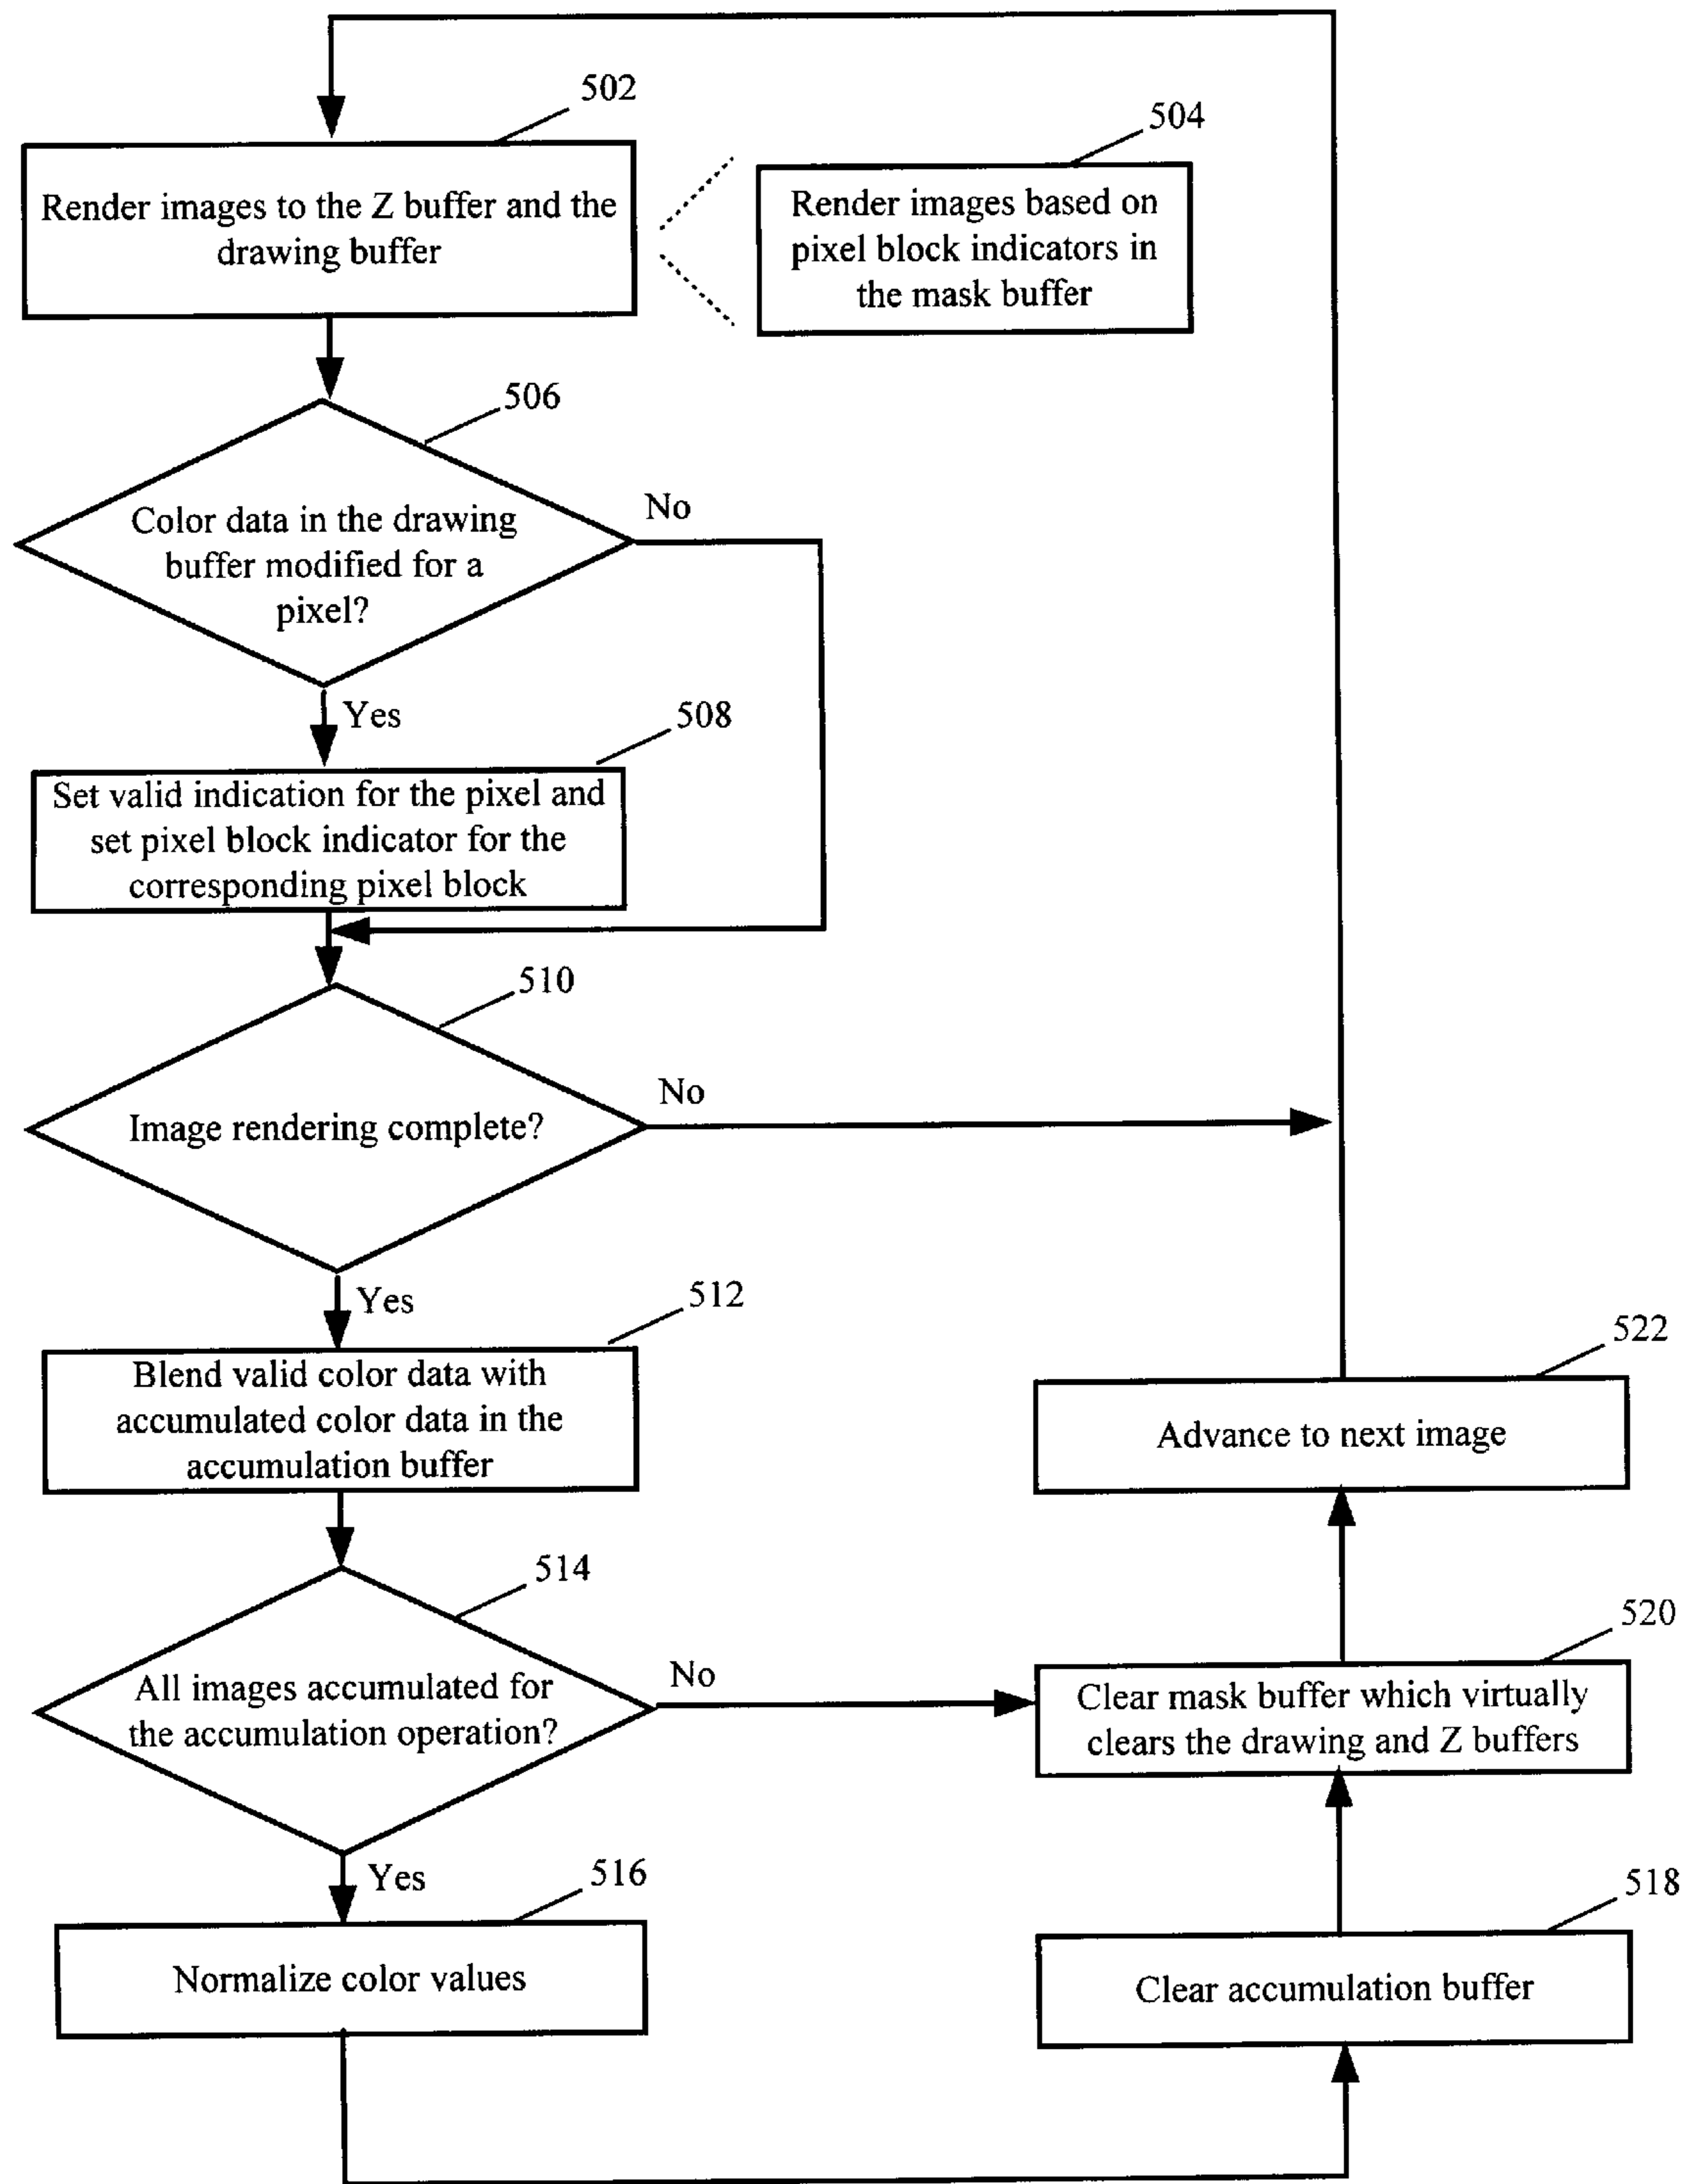 502
Render images to the Z buffer and the
drawing buffer
504
Render images based on
pixel block indicators in
the mask buffer
506
Color data in the drawing
buffer modified for a
pixel?
No
Yes
508
Set valid indication for the pixel and
set pixel block indicator for the
corresponding pixel block
510
Image rendering complete?
No
Yes
512
Blend valid color data with
accumulated color data in the
accumulation buffer
522
Advance to next image
514
All images accumulated for
the accumulation operation?
No
Yes
520
Clear mask buffer which virtually
clears the drawing and Z buffers
516
Normalize color values
518
Clear accumulation buffer